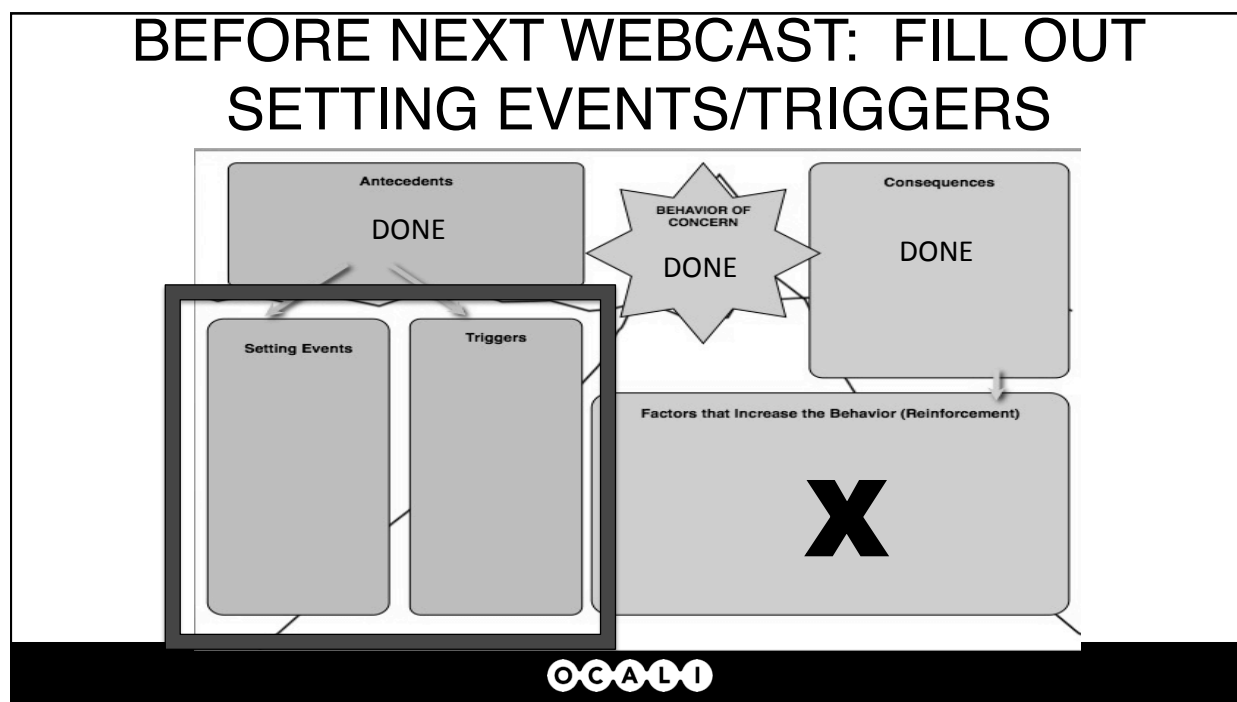 BEFORE NEXT WEBCAST: FILL OUT
SETTING EVENTS/TRIGGERS
Antecedents
DONE
BEHAVIOR OF
CONCERN
DONE
Consequences
DONE
Setting Events
Triggers
Factors that Increase the Behavior (Reinforcement)
X
OCALI